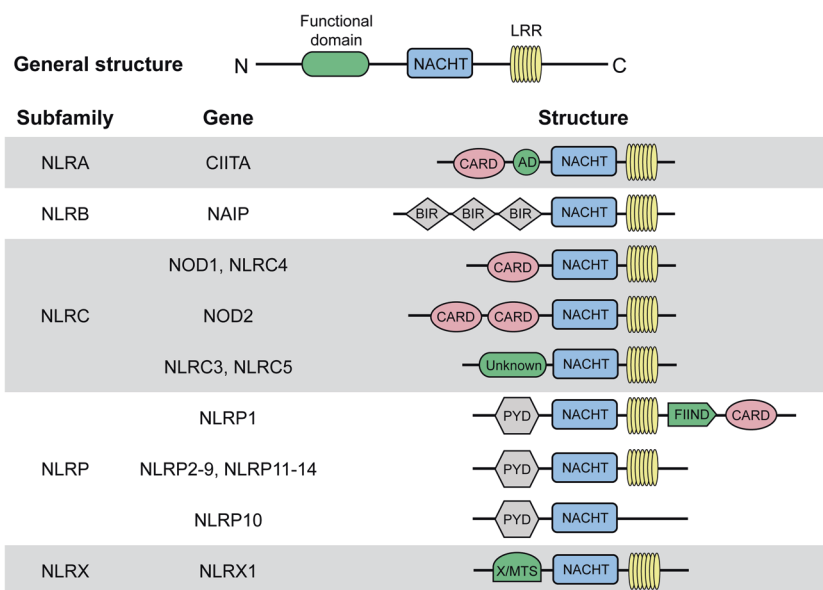 Functional
domain
LRR
General structure N NACHT C
Subfamily Gene Structure
NLRA CIITA CARD AD NACHT
NLRB NAIP BIR BIR BIR NACHT
NOD1, NLRC4 CARD NACHT
NLRC NOD2 CARD CARD NACHT
NLRC3, NLRC5 Unknown NACHT
NLRP1 PYD NACHT FIIND CARD
NLRP NLRP2-9, NLRP11-14 PYD NACHT
NLRP10 PYD NACHT
NLRX NLRX1 X/MTS NACHT